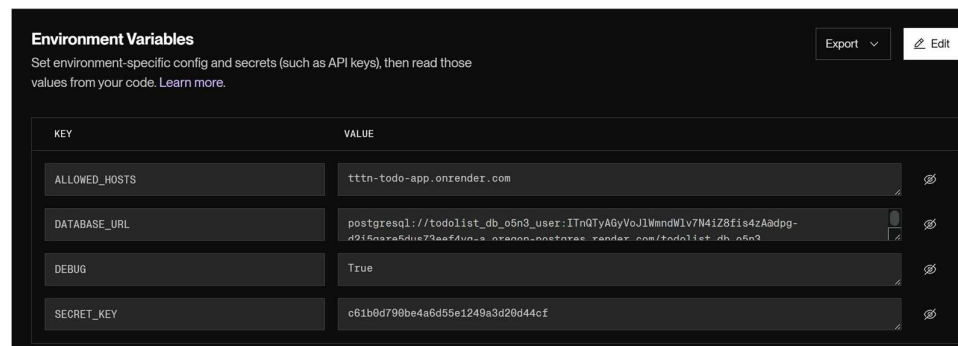 Environment Variables
Export
Edit
Set environment-specific config and secrets (such as API keys), then read those
values from your code. Learn more.
KEY
VALUE
ALLOWED_HOSTS
tttn-todo-app.onrender.com
DATABASE_URL
postgresql://todolist_db_o5n3_user:ITnQTyAGyVoJlWmndWlv7N4iZ8fis4zAadpg-
DEBUG
True
SECRET_KEY
c61b0d790be4a6d55e1249a3d20d44cf